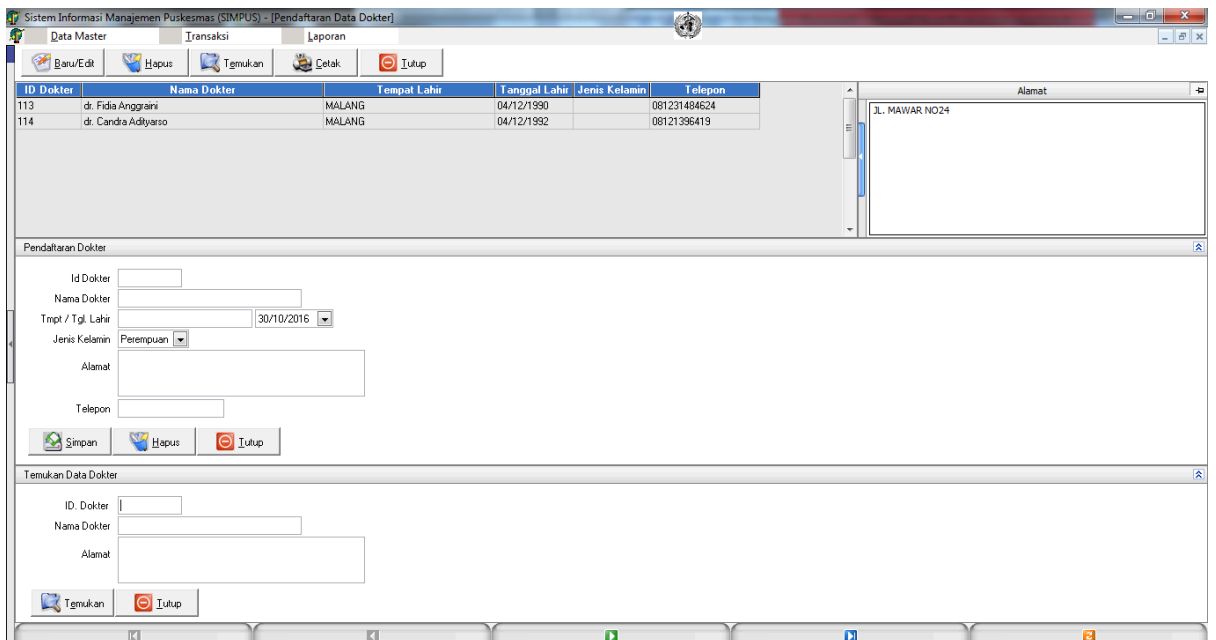 Sistem Informasi Manajemen Puskesmas (SIMPUS) - [Pendaftaran Data Dokter]
Data Master Transaksi Laporan
Baru/Edit Hapus Temukan Cetak Tutup
ID Dokter Nama Dokter Tempat Lahir Tanggal Lahir Jenis Kelamin Telepon Alamat
113 dr. Fidia Anggraini MALANG 04/12/1990 081231484624
114 dr. Candra Adityarso MALANG 04/12/1992 08121396419
JL. MAWAR NO24
Pendaftaran Dokter
Id Dokter
Nama Dokter
Tmpt / Tgl. Lahir 30/10/2016
Jenis Kelamin Perempuan
Alamat
Telepon
Simpan Hapus Tutup
Temukan Data Dokter
ID. Dokter
Nama Dokter
Alamat
Temukan Tutup